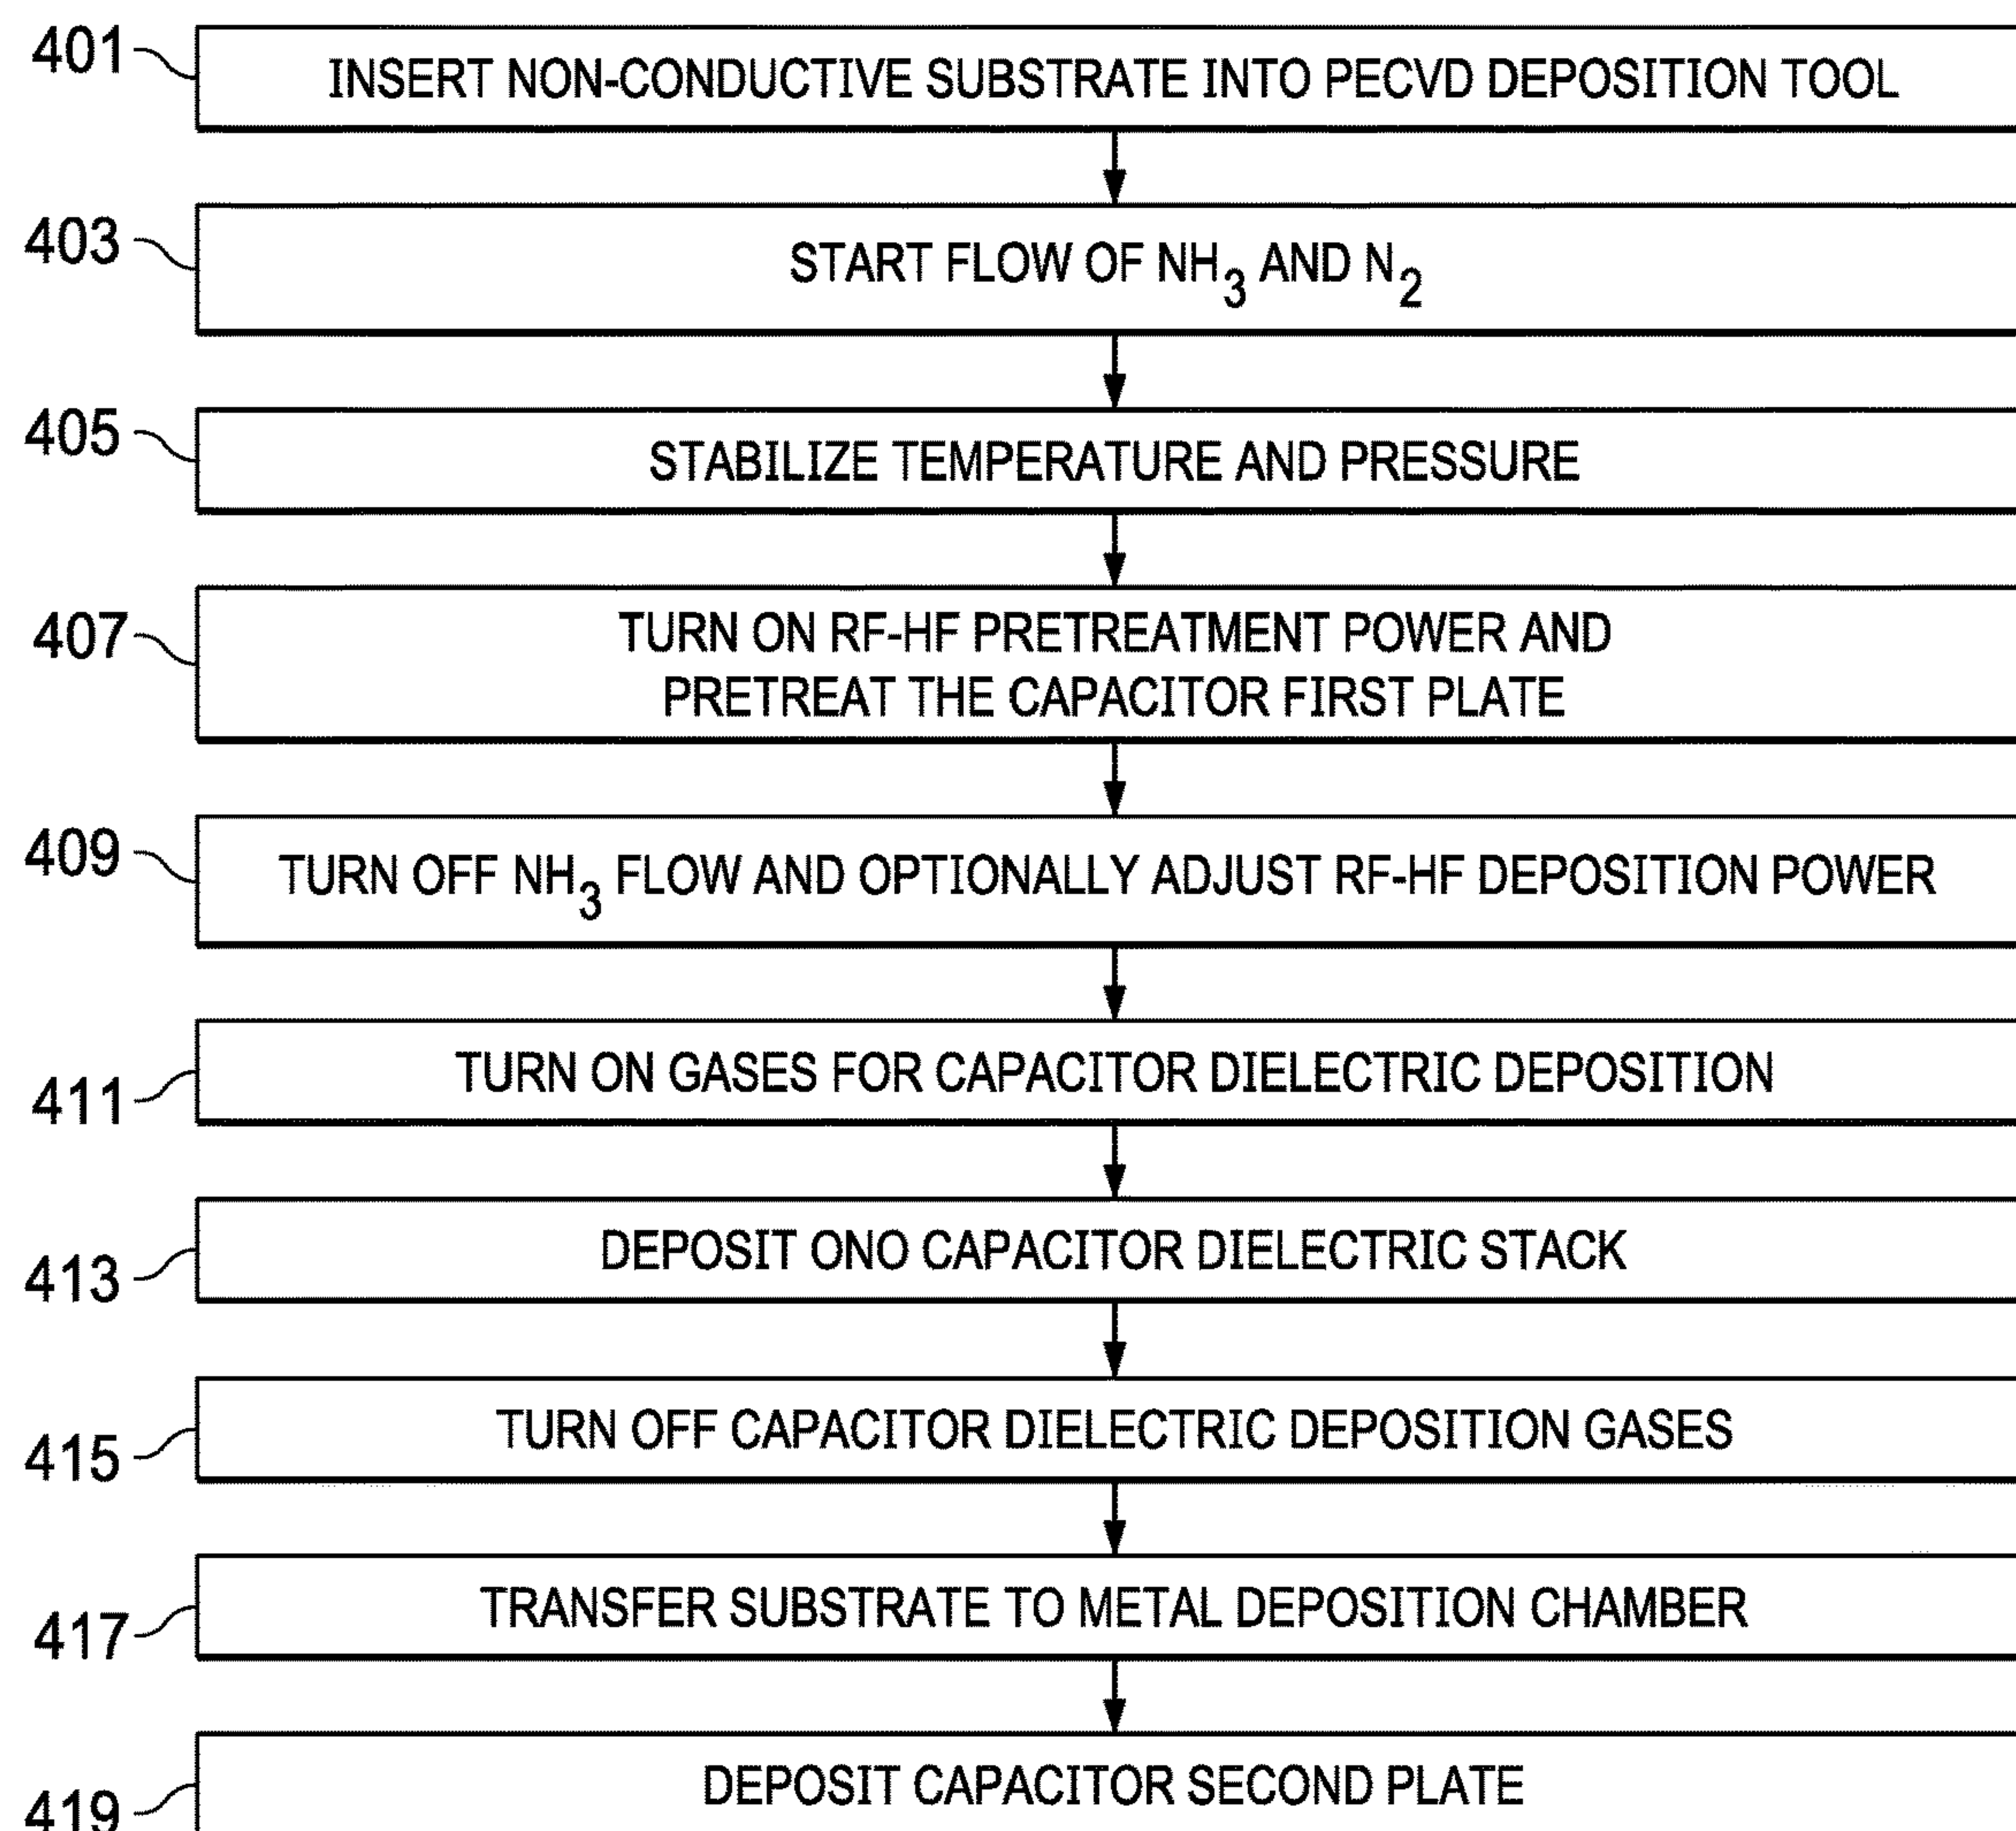 401
INSERT NON-CONDUCTIVE SUBSTRATE INTO PECVD DEPOSITION TOOL
403
START FLOW OF NH₃ AND N₂
405
STABILIZE TEMPERATURE AND PRESSURE
407
TURN ON RF-HF PRETREATMENT POWER AND
PRETREAT THE CAPACITOR FIRST PLATE
409
TURN OFF NH₃ FLOW AND OPTIONALLY ADJUST RF-HF DEPOSITION POWER
411
TURN ON GASES FOR CAPACITOR DIELECTRIC DEPOSITION
413
DEPOSIT ONO CAPACITOR DIELECTRIC STACK
415
TURN OFF CAPACITOR DIELECTRIC DEPOSITION GASES
417
TRANSFER SUBSTRATE TO METAL DEPOSITION CHAMBER
419
DEPOSIT CAPACITOR SECOND PLATE